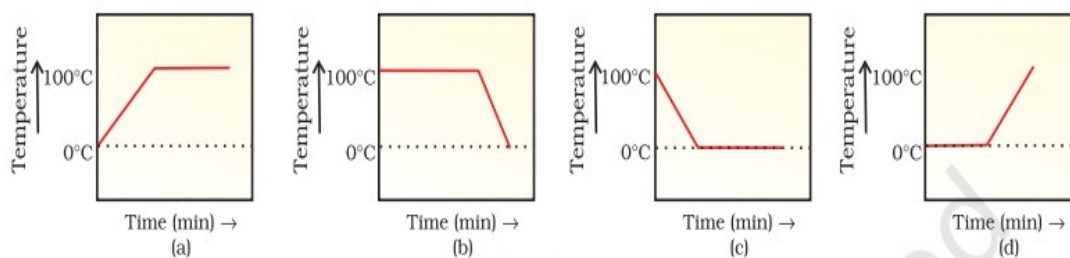 Temperature
100°C
0°C
Time (min) →
(a)
Temperature
100°C
0°C
Time (min) →
(b)
Temperature
100°C
0°C
Time (min) →
(c)
Temperature
100°C
0°C
Time (min) →
(d)